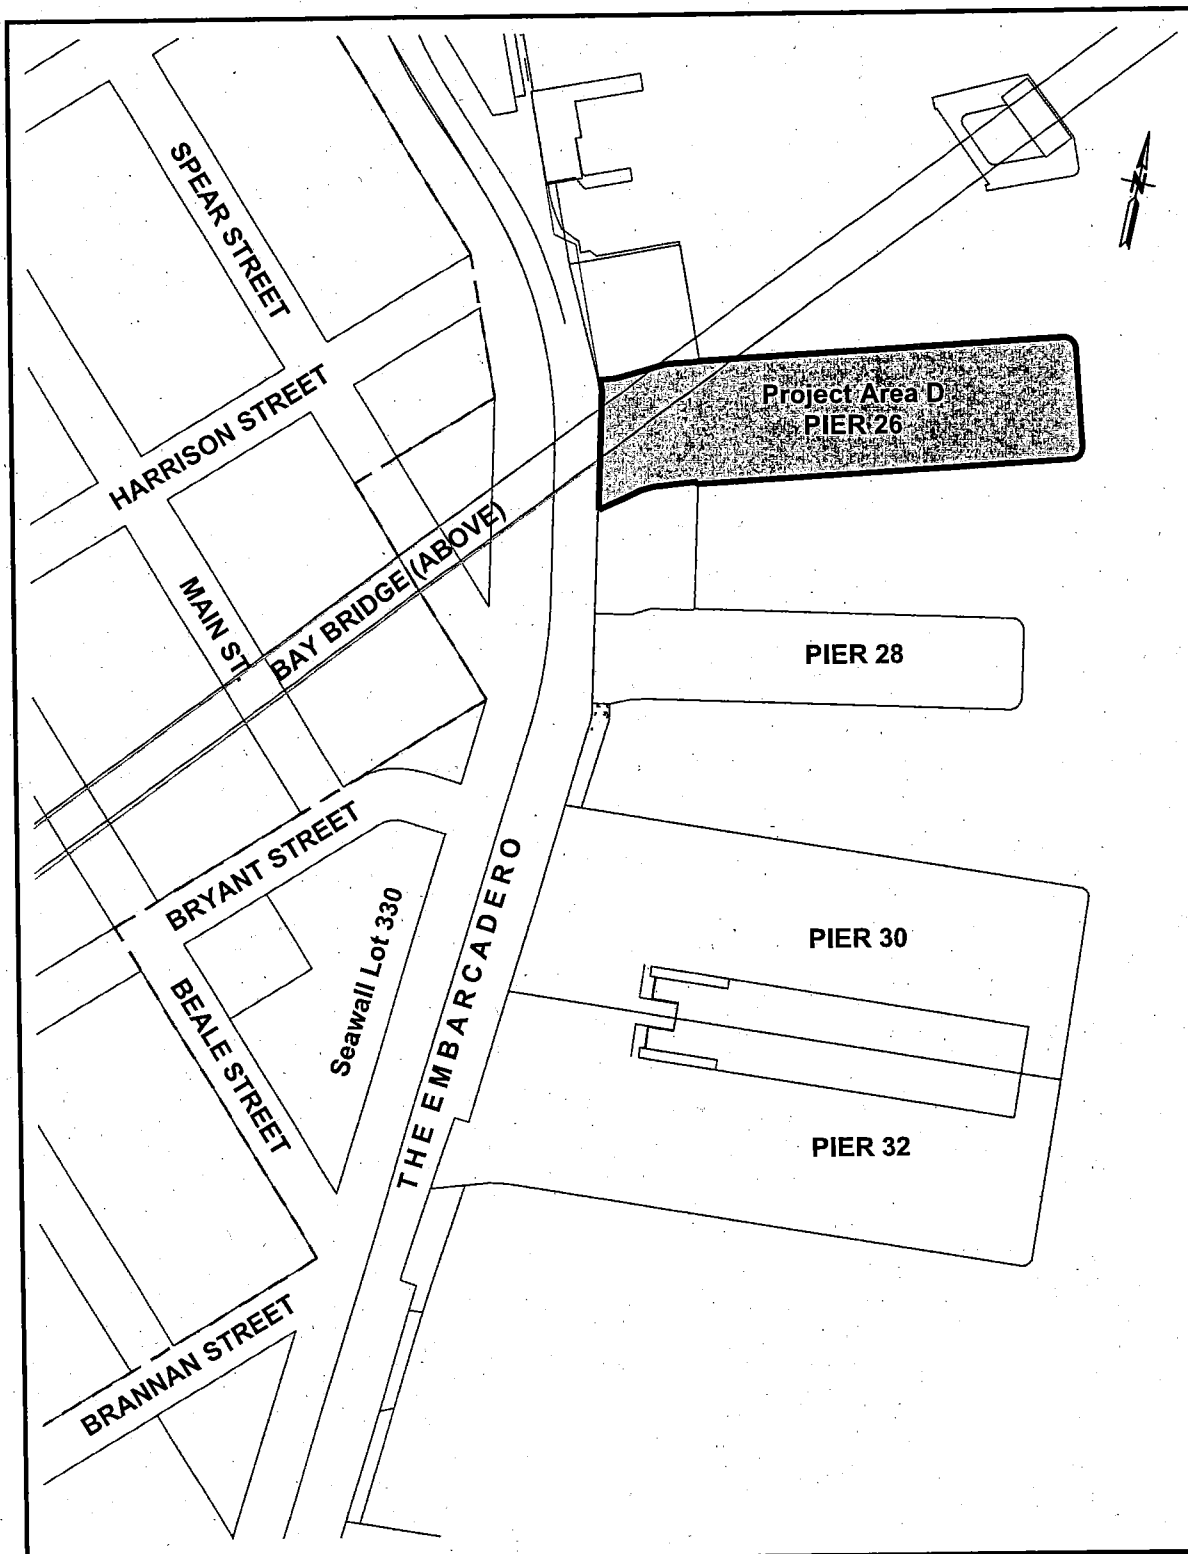 SPEAR STREET
N
HARRISON STREET
Project Area D
PIER 26
BAY BRIDGE (ABOVE)
MAIN ST.
PIER 28
BRYANT STREET
THE EMBARCADERO
Seawall Lot 330
PIER 30
BEALE STREET
PIER 32
BRANNAN STREET